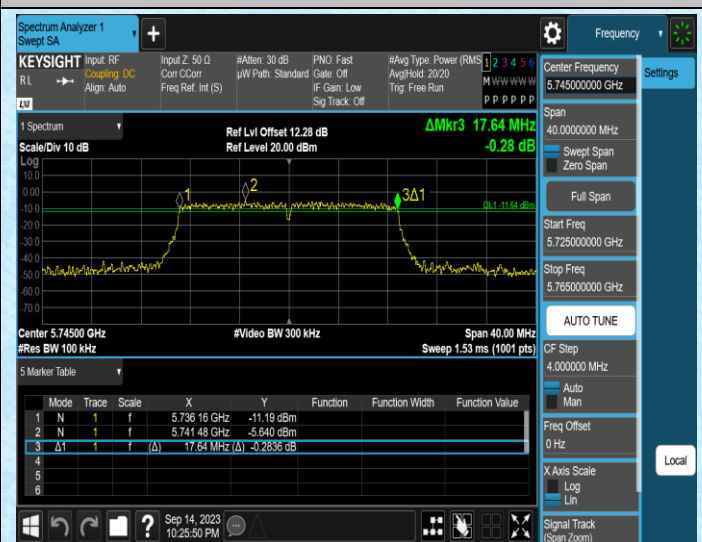 Spectrum Analyzer 1
Swept SA
+
Frequency
KEYSIGHT
RL
LXI
Input: RF
Coupling: DC
Align: Auto
Input Z: 50 Ω
Corr CCorr
Freq Ref: Int (S)
#Atten: 30 dB
µW Path: Standard
PNO: Fast
Gate: Off
IF Gain: Low
Sig Track: Off
#Avg Type: Power (RMS
Avg|Hold: 20/20
Trig: Free Run
1 2 3 4 5 6
M W W W W W
P P P P P P
1 Spectrum
Scale/Div 10 dB
Ref Lvl Offset 12.28 dB
Ref Level 20.00 dBm
ΔMkr3 17.64 MHz
-0.28 dB
Log
10.0
0.00
-10.0
-20.0
-30.0
-40.0
-50.0
-60.0
-70.0
1
2
3Δ1
DL1 -11.64 dBm
Center 5.74500 GHz
#Video BW 300 kHz
Span 40.00 MHz
#Res BW 100 kHz
Sweep 1.53 ms (1001 pts)
5 Marker Table
Mode Trace Scale X Y Function Function Width Function Value
1 N 1 f 5.736 16 GHz -11.19 dBm
2 N 1 f 5.741 48 GHz -5.640 dBm
3 Δ1 1 f (Δ) 17.64 MHz (Δ) -0.2836 dB
4
5
6
Sep 14, 2023
10:25:50 PM
Center Frequency
5.745000000 GHz
Span
40.0000000 MHz
Swept Span
Zero Span
Full Span
Start Freq
5.725000000 GHz
Stop Freq
5.765000000 GHz
AUTO TUNE
CF Step
4.000000 MHz
Auto
Man
Freq Offset
0 Hz
X Axis Scale
Log
Lin
Signal Track
(Span Zoom)
Settings
Local